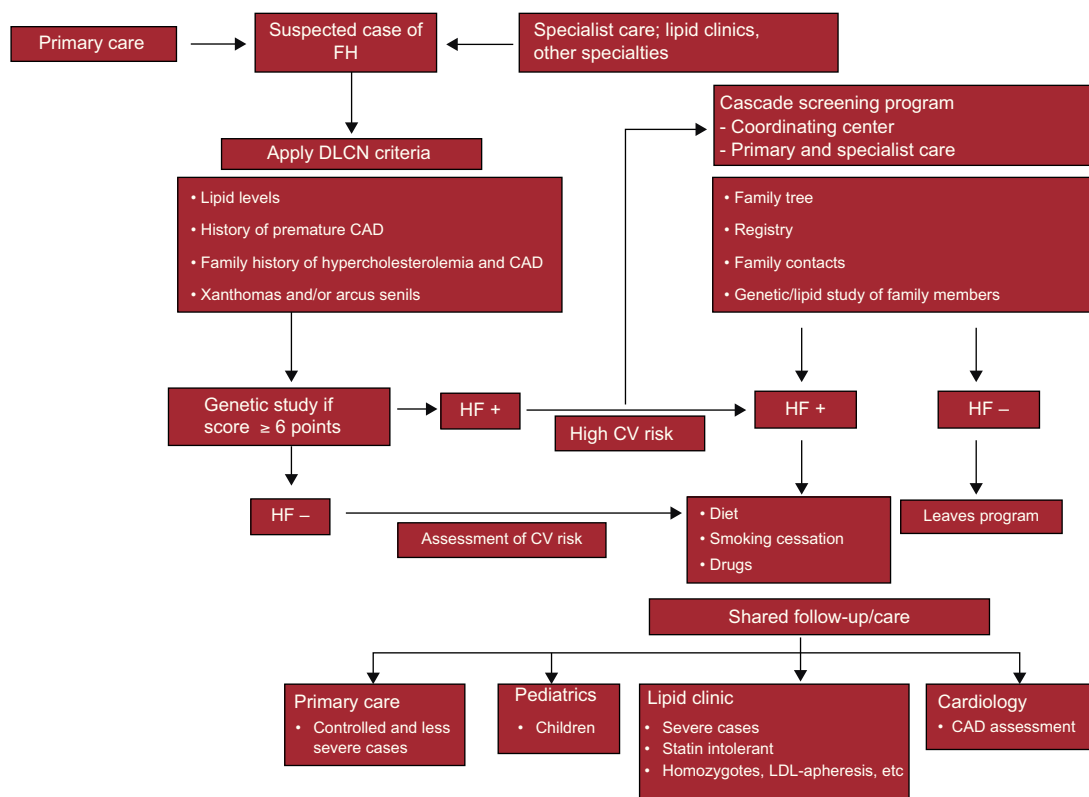 Primary care
Suspected case of
FH
Specialist care; lipid clinics,
other specialties
Cascade screening program
- Coordinating center
- Primary and specialist care
Apply DLCN criteria
• Lipid levels
• History of premature CAD
• Family history of hypercholesterolemia and CAD
• Xanthomas and/or arcus senils
• Family tree
• Registry
• Family contacts
• Genetic/lipid study of family members
Genetic study if
score ≥ 6 points
HF +
High CV risk
HF +
HF –
HF –
Assessment of CV risk
• Diet
• Smoking cessation
• Drugs
Leaves program
Shared follow-up/care
Primary care
• Controlled and less
severe cases
Pediatrics
• Children
Lipid clinic
• Severe cases
• Statin intolerant
• Homozygotes, LDL-apheresis, etc
Cardiology
• CAD assessment